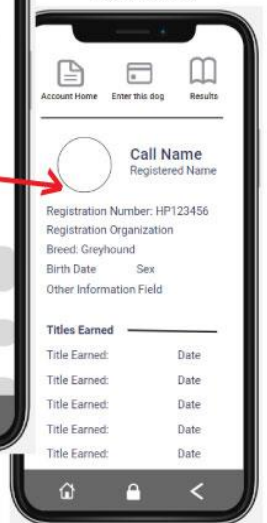 Account Home Enter this dog Results
Call Name
Registered Name
Registration Number: HP123456
Registration Organization
Breed: Greyhound
Birth Date Sex
Other Information Field
Titles Earned
Title Earned: Date
Title Earned: Date
Title Earned: Date
Title Earned: Date
Title Earned: Date